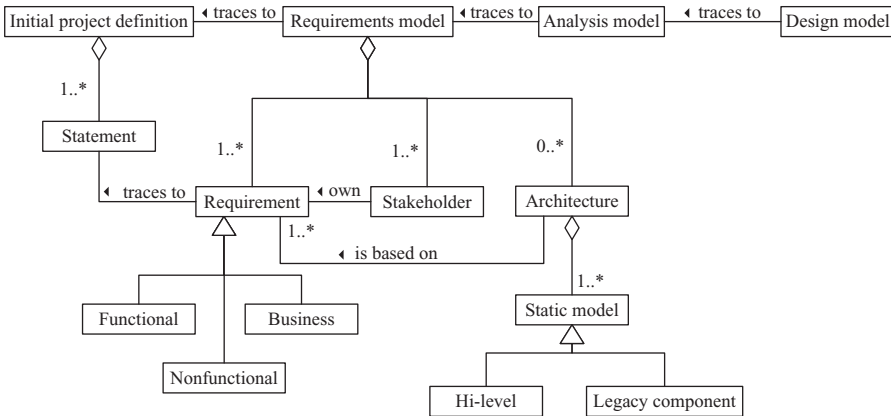 Initial project definition
traces to
Requirements model
traces to
Analysis model
traces to
Design model
1..*
Statement
1..*
1..*
0..*
traces to
Requirement
own
Stakeholder
Architecture
1..*
is based on
1..*
Functional
Business
Static model
Nonfunctional
Hi-level
Legacy component